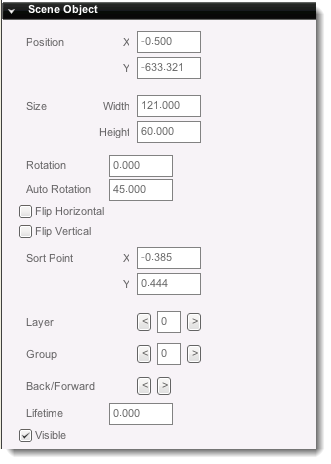 Scene Object
Position X -0.500
Y -633.321
Size Width 121.000
Height 60.000
Rotation 0.000
Auto Rotation 45.000
Flip Horizontal
Flip Vertical
Sort Point X -0.385
Y 0.444
Layer < 0 >
Group < 0 >
Back/Forward < >
Lifetime 0.000
Visible